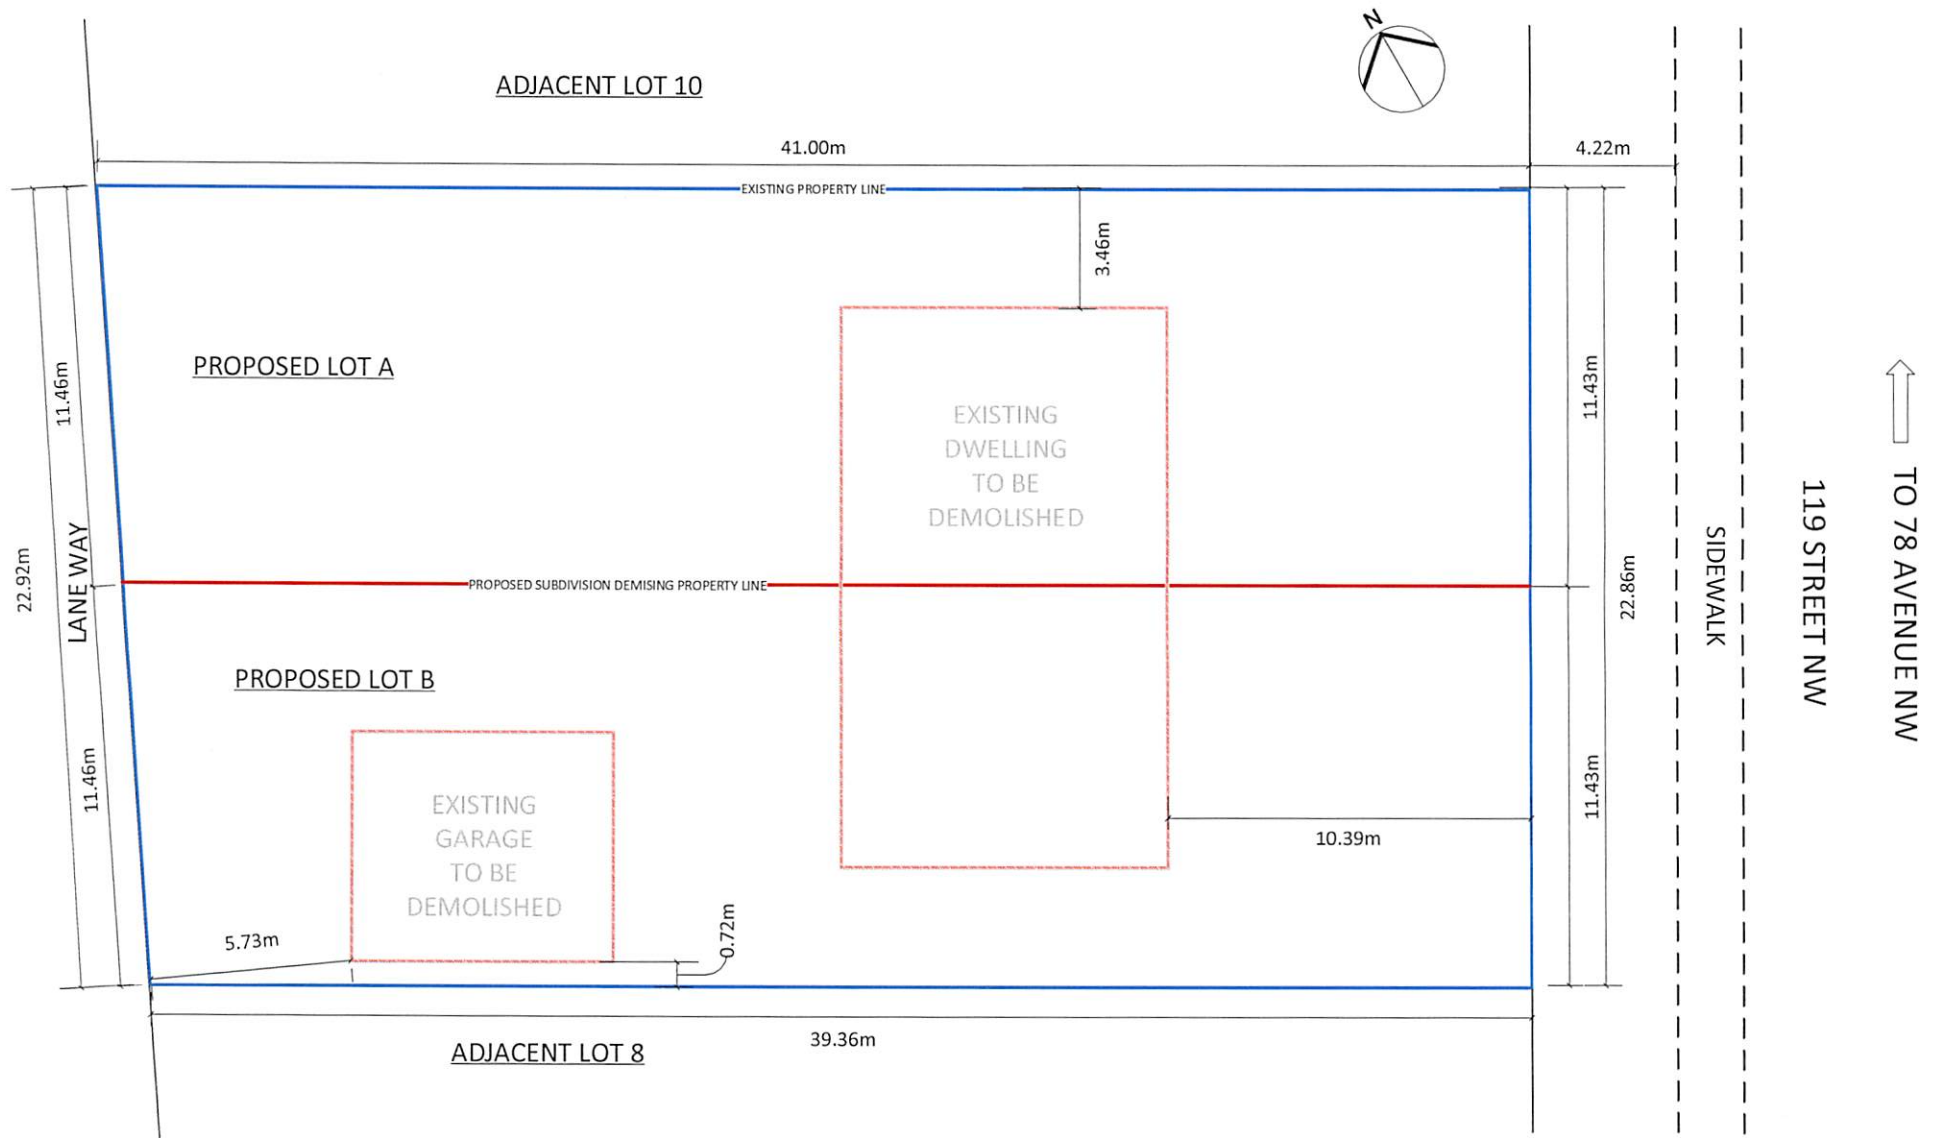 N
ADJACENT LOT 10
41.00m
4.22m
EXISTING PROPERTY LINE
3.46m
PROPOSED LOT A
11.46m
11.43m
EXISTING
DWELLING
TO BE
DEMOLISHED
22.92m
LANE WAY
PROPOSED SUBDIVISION DEMISING PROPERTY LINE
22.86m
SIDEWALK
119 STREET NW
TO 78 AVENUE NW
PROPOSED LOT B
11.46m
11.43m
EXISTING
GARAGE
TO BE
DEMOLISHED
10.39m
5.73m
0.72m
39.36m
ADJACENT LOT 8